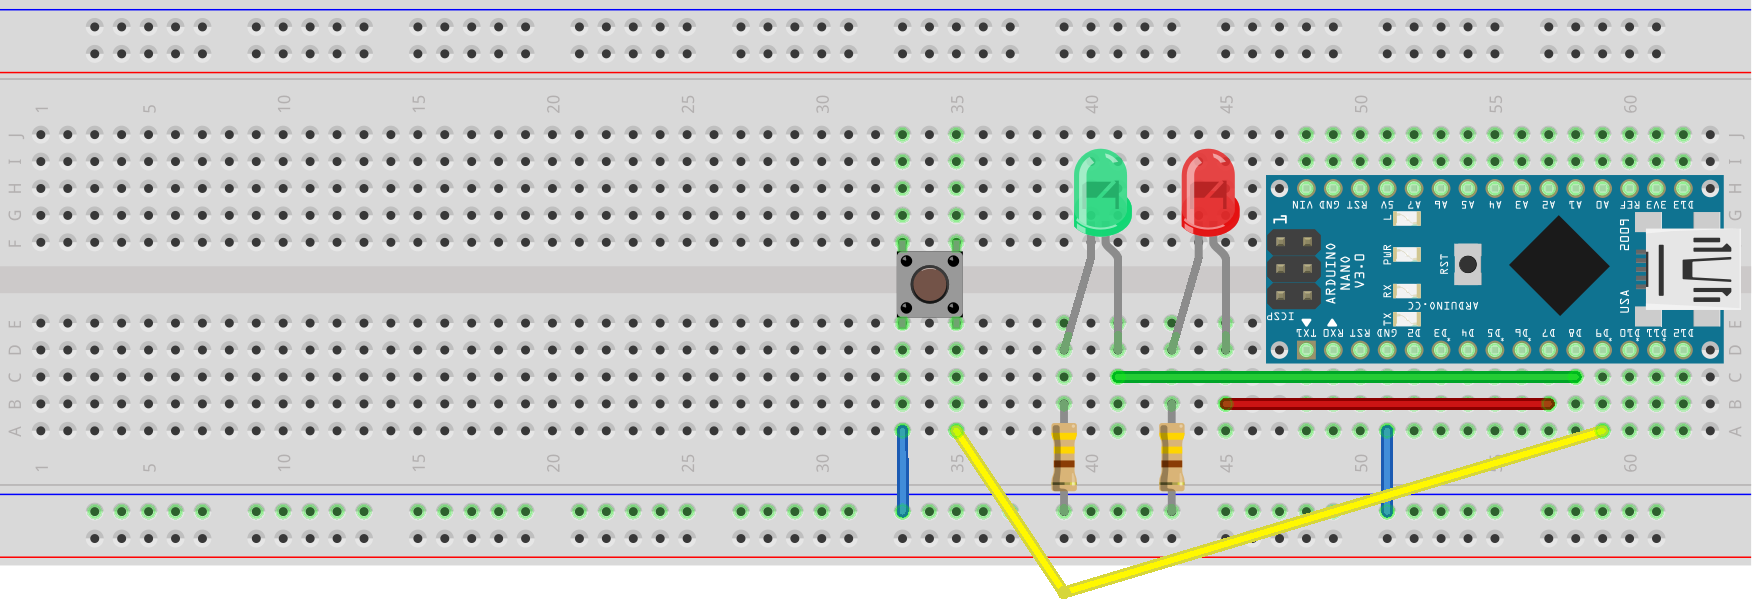 1 5 10 15 20 25 30 35 40 45 50 55 60
J J
I I
H H
G G
F F
VIN GND RST 5V A7 A6 A5 A4 A3 A2 A1 A0 REF 3V3 D13
L
PWR
RX
TX
RST
ARDUINO
NANO
V3.0
ARDUINO.CC
USA
ICSP
1
TX1 RX0 RST GND D2 D3 D4 D5 D6 D7 D8 D9 D10 D11 D12
E E
D D
C C
B B
A A
1 5 10 15 20 25 30 35 40 45 50 55 60